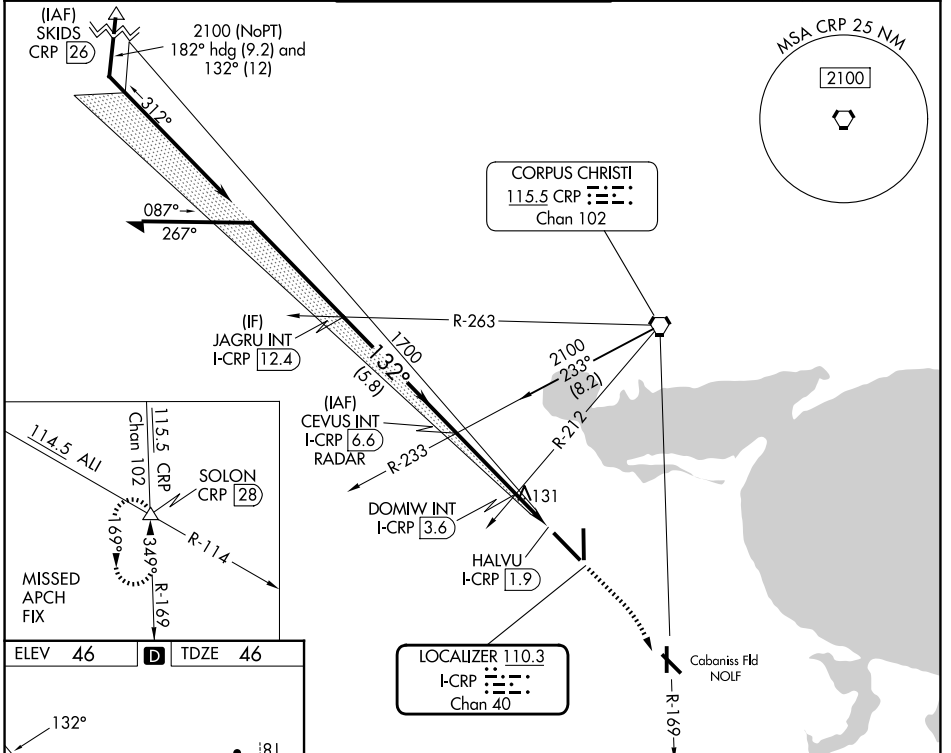 (IAF)
SKIDS
CRP 26
2100 (NoPT)
182° hdg (9.2) and
132° (12)
312°
087°
267°
MSA CRP 25 NM
2100
CORPUS CHRISTI
115.5 CRP
Chan 102
(IF)
JAGRU INT
I-CRP 12.4
R-263
1700
132°
(5.8)
2100
233°
(8.2)
(IAF)
CEVUS INT
I-CRP 6.6
RADAR
R-233
R-212
DOMIW INT
I-CRP 3.6
131
HALVU
I-CRP 1.9
114.5 ALI
115.5 CRP
Chan 102
SOLON
CRP 28
R-114
169°
349°
R-169
MISSED
APCH
FIX
LOCALIZER 110.3
I-CRP
Chan 40
Cabaniss Fld
NOLF
R-169
ELEV 46 D TDZE 46
132°
81